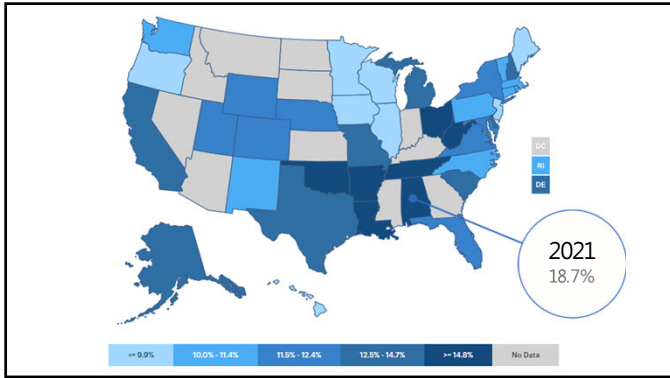 DC
RI
DE
2021
18.7%
<= 9.9%
10.0% - 11.4%
11.5% - 12.4%
12.5% - 14.7%
>= 14.8%
No Data